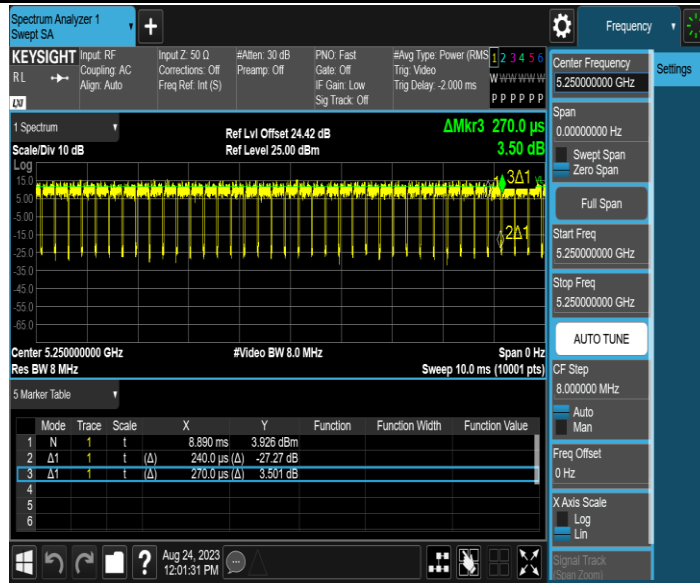 Spectrum Analyzer 1
Swept SA
+
Frequency
KEYSIGHT
RL
LXI
Input: RF
Coupling: AC
Align: Auto
Input Z: 50 Ω
Corrections: Off
Freq Ref: Int (S)
#Atten: 30 dB
Preamp: Off
PNO: Fast
Gate: Off
IF Gain: Low
Sig Track: Off
#Avg Type: Power (RMS
Trig: Video
Trig Delay: -2.000 ms
1 2 3 4 5 6
W W W W W W
P P P P P P
1 Spectrum
Scale/Div 10 dB
Ref Lvl Offset 24.42 dB
Ref Level 25.00 dBm
ΔMkr3 270.0 µs
3.50 dB
Log
15.0
5.00
-5.00
-15.0
-25.0
-35.0
-45.0
-55.0
-65.0
3Δ1
2Δ1
Center 5.250000000 GHz
#Video BW 8.0 MHz
Span 0 Hz
Res BW 8 MHz
Sweep 10.0 ms (10001 pts)
5 Marker Table
Mode Trace Scale X Y Function Function Width Function Value
1 N 1 t 8.890 ms 3.926 dBm
2 Δ1 1 t (Δ) 240.0 µs (Δ) -27.27 dB
3 Δ1 1 t (Δ) 270.0 µs (Δ) 3.501 dB
4
5
6
?
Aug 24, 2023
12:01:31 PM
Center Frequency
5.250000000 GHz
Span
0.00000000 Hz
Swept Span
Zero Span
Full Span
Start Freq
5.250000000 GHz
Stop Freq
5.250000000 GHz
AUTO TUNE
CF Step
8.000000 MHz
Auto
Man
Freq Offset
0 Hz
X Axis Scale
Log
Lin
Signal Track
(Span Zoom)
Settings